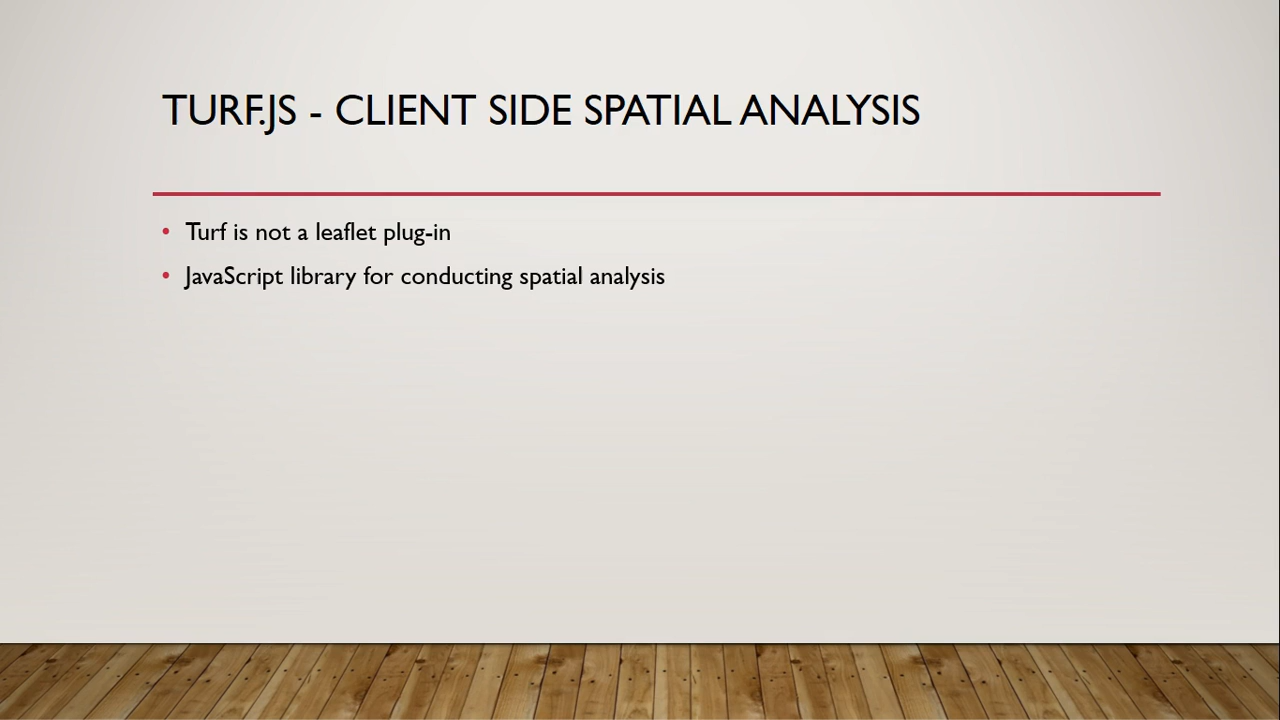 TURF.JS - CLIENT SIDE SPATIAL ANALYSIS
• Turf is not a leaflet plug-in
• JavaScript library for conducting spatial analysis